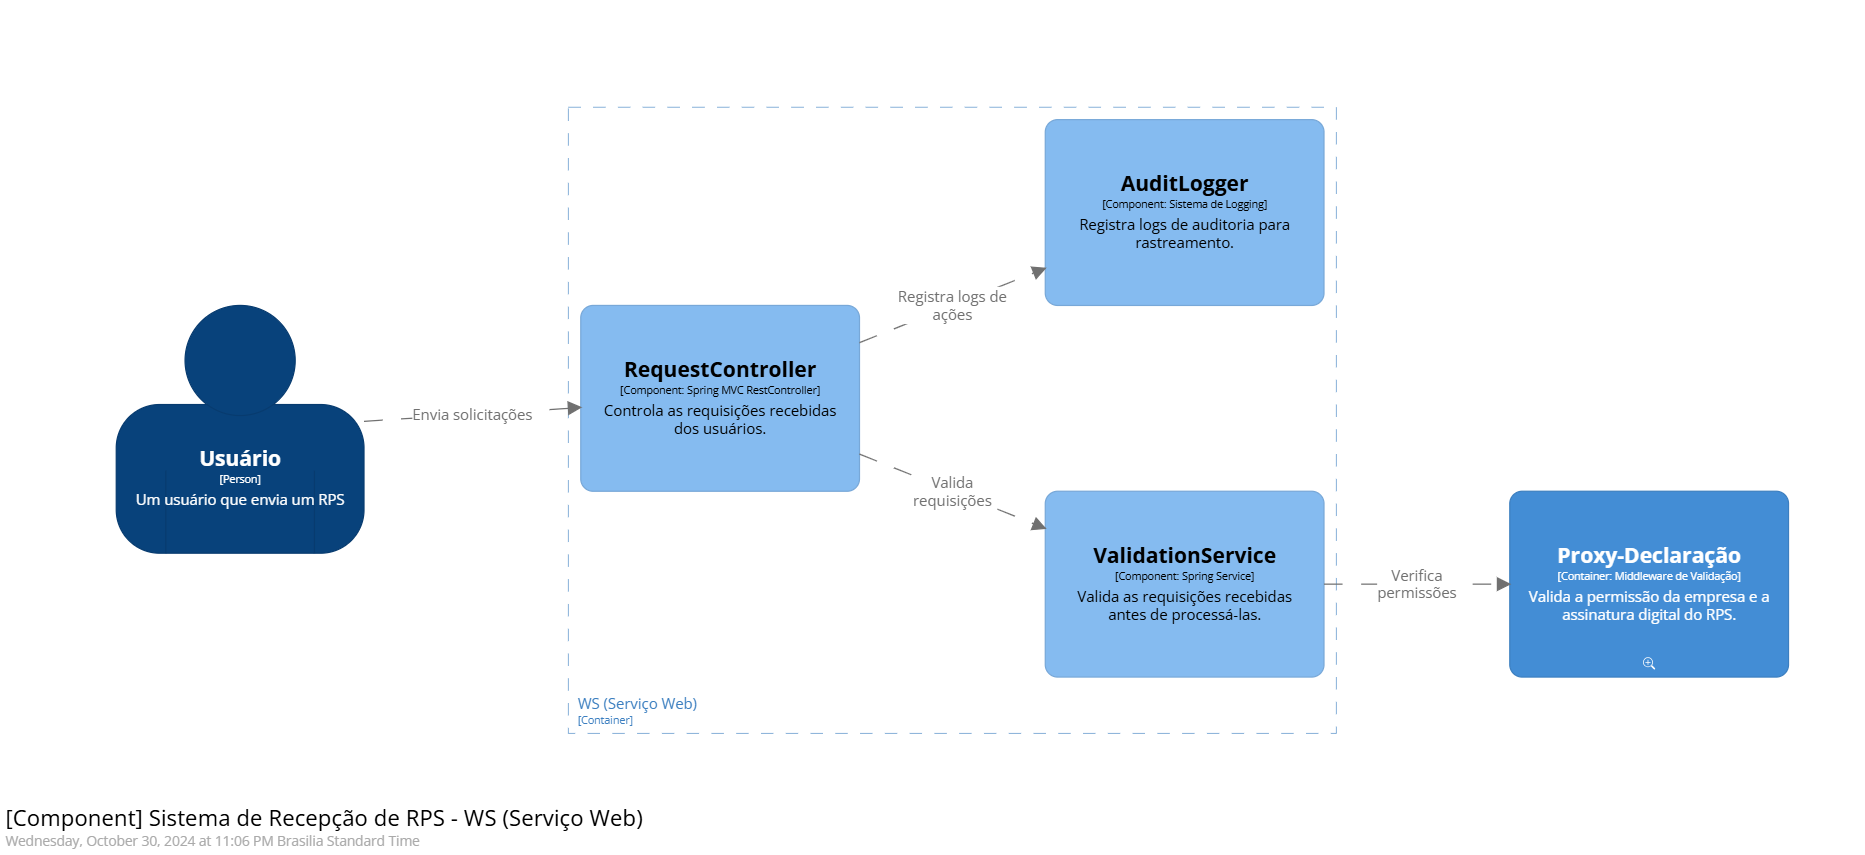 AuditLogger
[Component: Sistema de Logging]
Registra logs de auditoria para
rastreamento.
Registra logs de
ações
RequestController
[Component: Spring MVC RestController]
Controla as requisições recebidas
dos usuários.
Envia solicitações
Usuário
[Person]
Um usuário que envia um RPS
Valida
requisições
ValidationService
[Component: Spring Service]
Valida as requisições recebidas
antes de processá-las.
Verifica
permissões
Proxy-Declaração
[Container: Middleware de Validação]
Valida a permissão da empresa e a
assinatura digital do RPS.
WS (Serviço Web)
[Container]
[Component] Sistema de Recepção de RPS - WS (Serviço Web)
Wednesday, October 30, 2024 at 11:06 PM Brasilia Standard Time